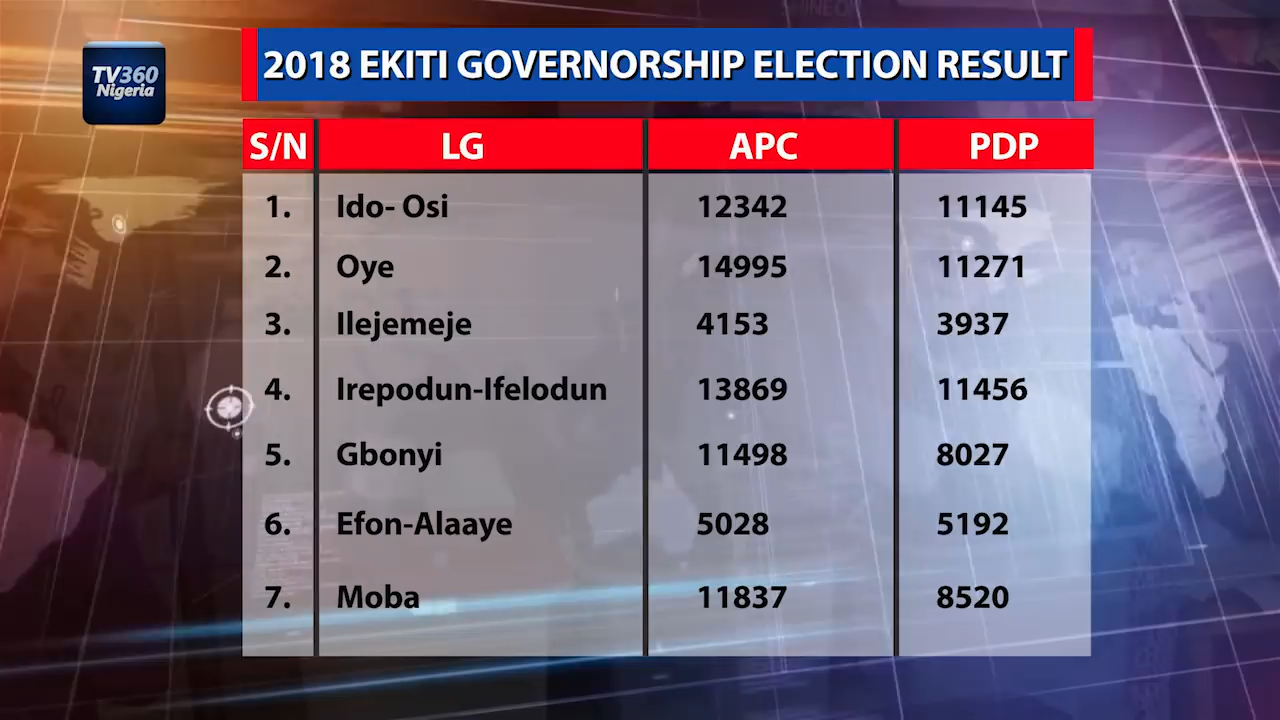 TV360
Nigeria
2018 EKITI GOVERNORSHIP ELECTION RESULT
S/N LG APC PDP
1. Ido- Osi 12342 11145
2. Oye 14995 11271
3. Ilejemeje 4153 3937
4. Irepodun-Ifelodun 13869 11456
5. Gbonyi 11498 8027
6. Efon-Alaaye 5028 5192
7. Moba 11837 8520